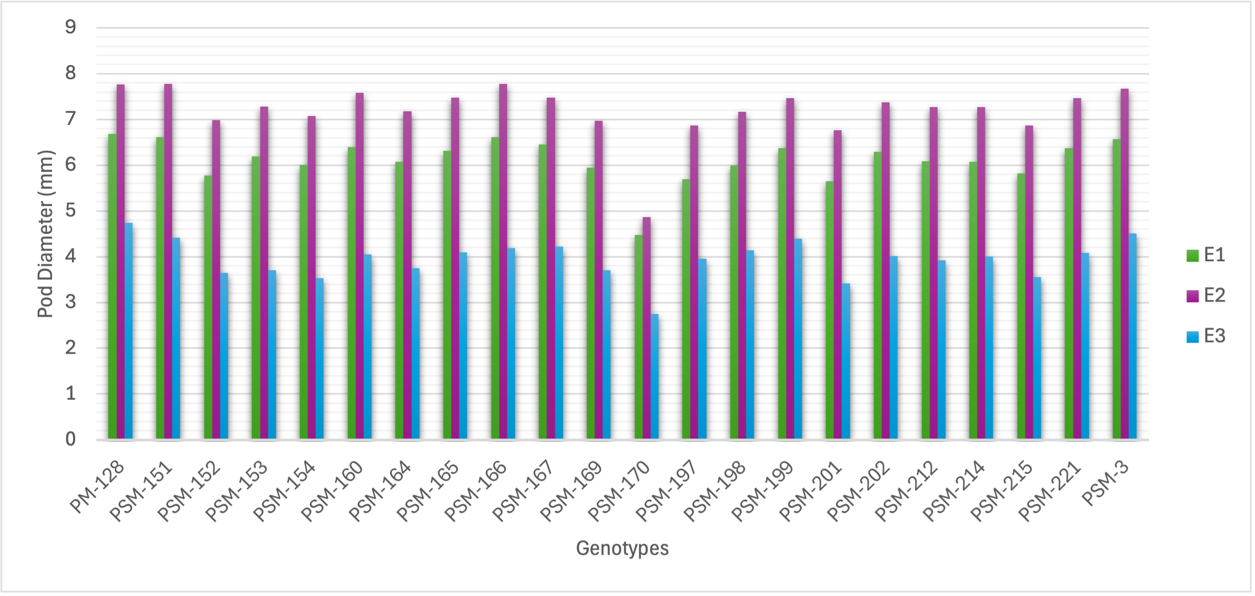 9
8
7
6
5
4
3
2
1
0
Pod Diameter (mm)
PM-128
PSM-151
PSM-152
PSM-153
PSM-154
PSM-160
PSM-164
PSM-165
PSM-166
PSM-167
PSM-169
PSM-170
PSM-197
PSM-198
PSM-199
PSM-201
PSM-202
PSM-212
PSM-214
PSM-215
PSM-221
PSM-3
Genotypes
E1
E2
E3